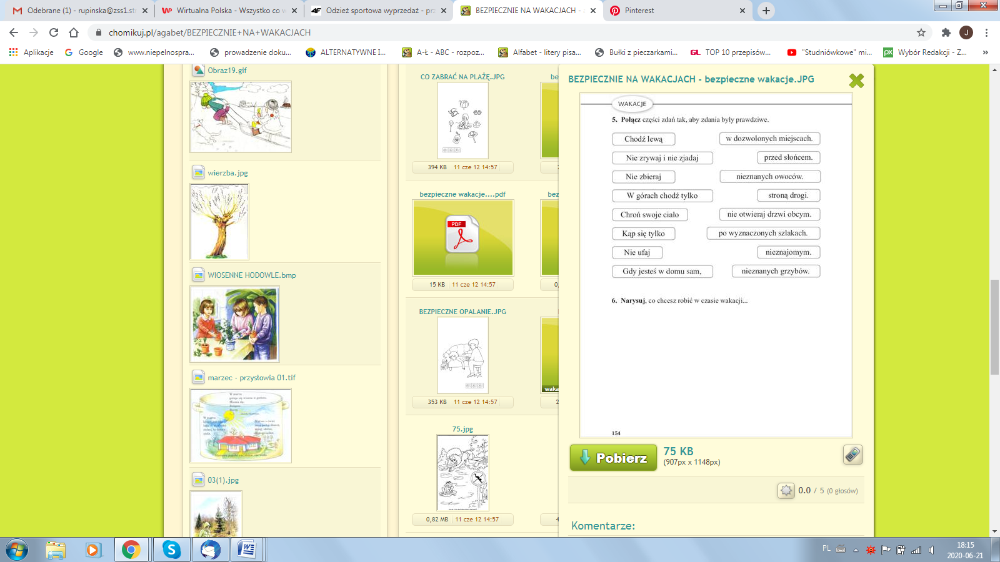 Odebrane (1) - rupinska@zss1.str
Wirtualna Polska - Wszystko co w
Odzież sportowa wyprzedaż - prz
BEZPIECZNIE NA WAKACJACH - a
Pinterest
chomikuj.pl/agabet/BEZPIECZNIE+NA+WAKACJACH
J
Aplikacje
Google
www.niepelnospra...
prowadzenie doku...
ALTERNATYWNE I...
A-Ł - ABC - rozpoz...
Alfabet - litery pisa...
Bułki z pieczarkami...
TOP 10 przepisów...
"Studniówkowe" mi...
Wybór Redakcji - Z...
»
Obraz19.gif
wierzba.jpg
WIOSENNE HODOWLE.bmp
marzec - przysłowia 01.tif
03(1).jpg
CO ZABRAĆ NA PLAŻĘ.JPG
394 KB 11 cze 12 14:57
bezpieczne wakacje....pdf
PDF
15 KB 11 cze 12 14:57
BEZPIECZNE OPALANIE.JPG
353 KB 11 cze 12 14:57
75.jpg
0,82 MB 11 cze 12 14:57
be
bez
waka
BEZPIECZNIE NA WAKACJACH - bezpieczne wakacje.JPG
WAKACJE
5. Połącz części zdań tak, aby zdania były prawdziwe.
Chodź lewą w dozwolonych miejscach.
Nie zrywaj i nie zjadaj przed słońcem.
Nie zbieraj nieznanych owoców.
W górach chodź tylko stroną drogi.
Chroń swoje ciało nie otwieraj drzwi obcym.
Kąp się tylko po wyznaczonych szlakach.
Nie ufaj nieznajomym.
Gdy jesteś w domu sam, nieznanych grzybów.
6. Narysuj, co chcesz robić w czasie wakacji...
154
Pobierz
75 KB
(907px x 1148px)
0.0 / 5 (0 głosów)
Komentarze:
PL
18:15
2020-06-21